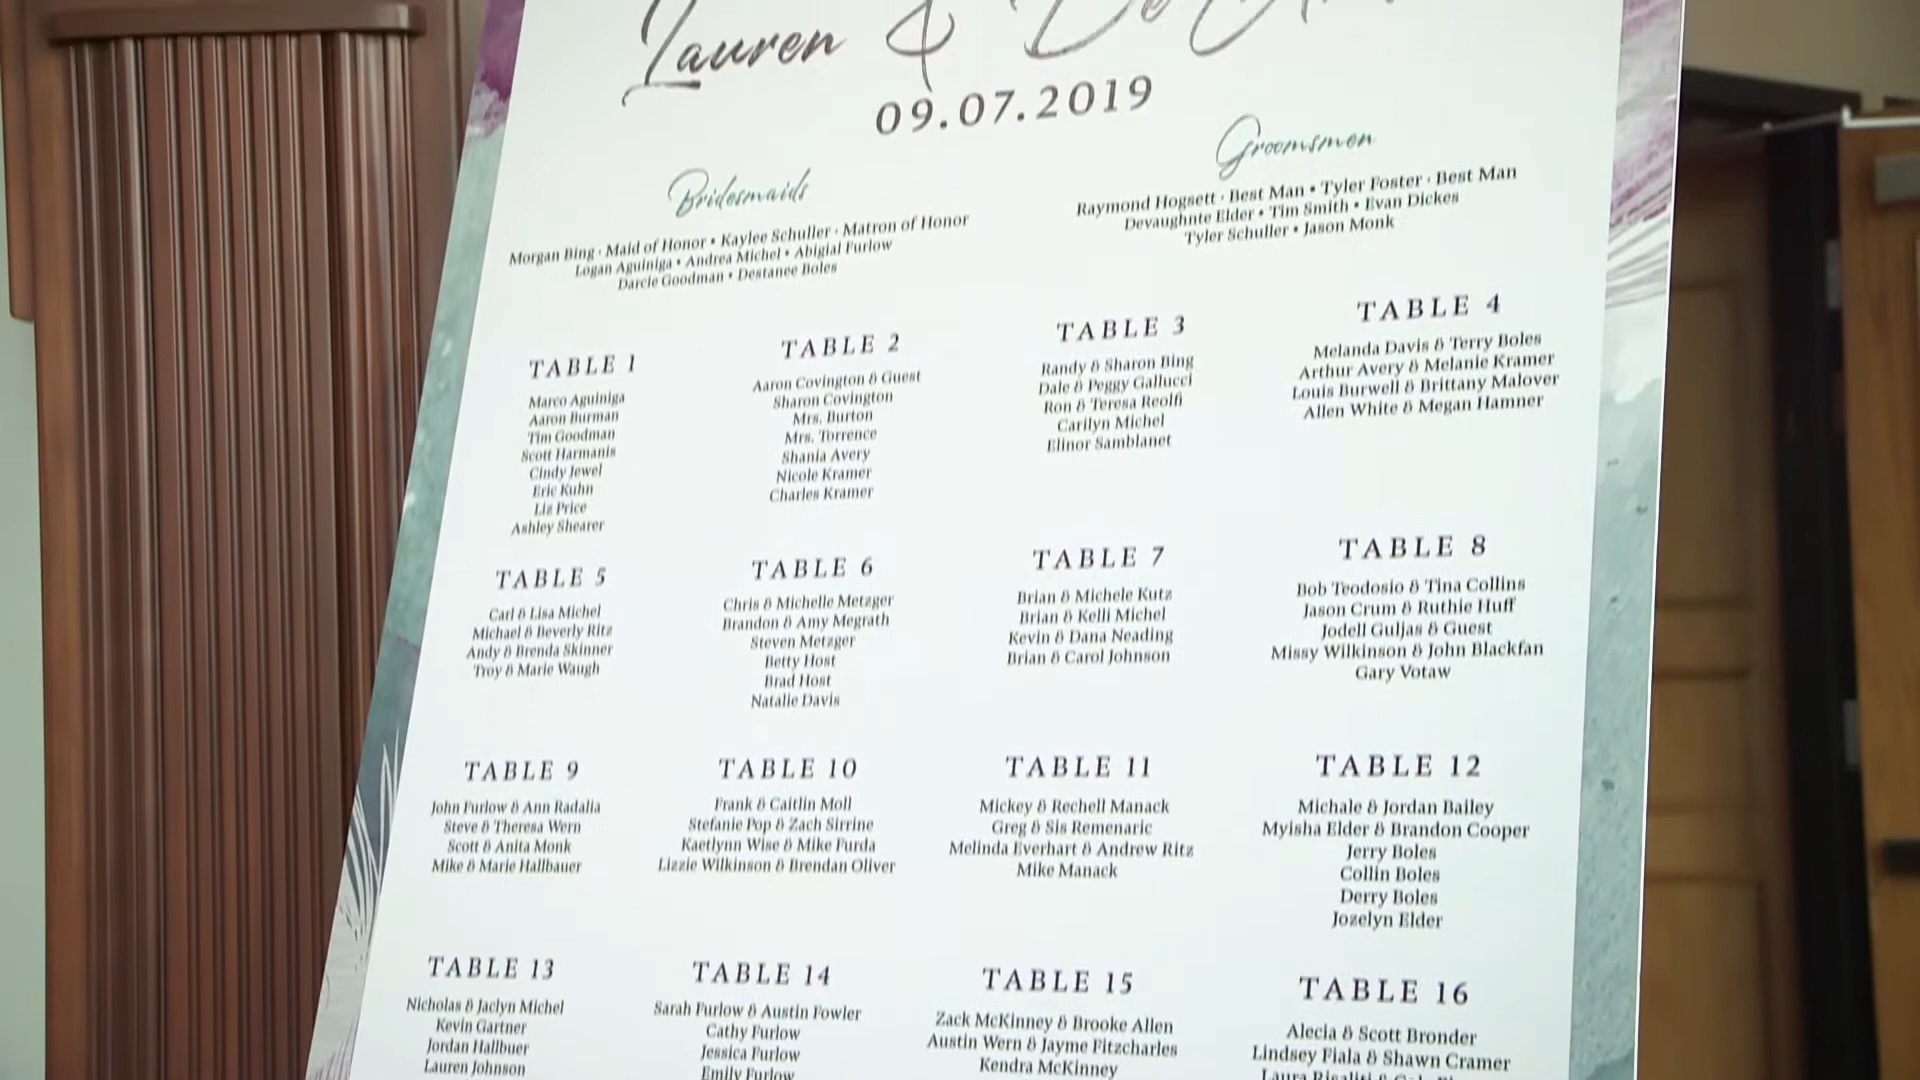 Lauren &
09.07.2019
Bridesmaids
Morgan Bing · Maid of Honor • Kaylee Schuller · Matron of Honor
Logan Aguiniga • Andrea Michel • Abigial Furlow
Darcie Goodman • Destanee Boles
Groomsmen
Raymond Hogsett · Best Man • Tyler Foster · Best Man
Devaughnte Elder • Tim Smith • Evan Dickes
Tyler Schuller • Jason Monk
TABLE 1
Marco Aguiniga
Aaron Burman
Tim Goodman
Scott Harmanis
Cindy Jewel
Eric Kuhn
Liz Price
Ashley Shearer
TABLE 2
Aaron Covington & Guest
Sharon Covington
Mrs. Burton
Mrs. Torrence
Shania Avery
Nicole Kramer
Charles Kramer
TABLE 3
Randy & Sharon Bing
Dale & Peggy Gallucci
Ron & Teresa Reolfi
Carilyn Michel
Elinor Samblanet
TABLE 4
Melanda Davis & Terry Boles
Arthur Avery & Melanie Kramer
Louis Burwell & Brittany Malover
Allen White & Megan Hamner
TABLE 5
Carl & Lisa Michel
Michael & Beverly Ritz
Andy & Brenda Skinner
Troy & Marie Waugh
TABLE 6
Chris & Michelle Metzger
Brandon & Amy Megrath
Steven Metzger
Betty Host
Brad Host
Natalie Davis
TABLE 7
Brian & Michele Kutz
Brian & Kelli Michel
Kevin & Dana Neading
Brian & Carol Johnson
TABLE 8
Bob Teodosio & Tina Collins
Jason Crum & Ruthie Huff
Jodell Guljas & Guest
Missy Wilkinson & John Blackfan
Gary Votaw
TABLE 9
John Furlow & Ann Radalia
Steve & Theresa Wern
Scott & Anita Monk
Mike & Marie Hallbauer
TABLE 10
Frank & Caitlin Moll
Stefanie Pop & Zach Sirrine
Kaetlynn Wise & Mike Furda
Lizzie Wilkinson & Brendan Oliver
TABLE 11
Mickey & Rechell Manack
Greg & Sis Remenaric
Melinda Everhart & Andrew Ritz
Mike Manack
TABLE 12
Michale & Jordan Bailey
Myisha Elder & Brandon Cooper
Jerry Boles
Collin Boles
Derry Boles
Jozelyn Elder
TABLE 13
Nicholas & Jaclyn Michel
Kevin Gartner
Jordan Hallbuer
Lauren Johnson
TABLE 14
Sarah Furlow & Austin Fowler
Cathy Furlow
Jessica Furlow
Emily Furlow
TABLE 15
Zack McKinney & Brooke Allen
Austin Wern & Jayme Fitzcharles
Kendra McKinney
TABLE 16
Alecia & Scott Bronder
Lindsey Fiala & Shawn Cramer